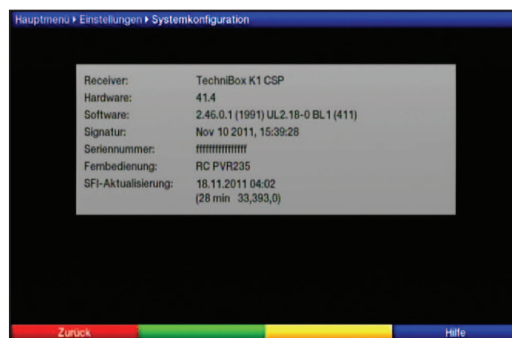 Hauptmenü ▸ Einstellungen ▸ Systemkonfiguration
Receiver: TechniBox K1 CSP
Hardware: 41.4
Software: 2.46.0.1 (1991) UL2.18-0 BL1 (411)
Signatur: Nov 10 2011, 15:39:28
Seriennummer: ffffffffffffffff
Fernbedienung: RC PVR235
SFI-Aktualisierung: 18.11.2011 04:02
(28 min 33,393,0)
Zurück Hilfe